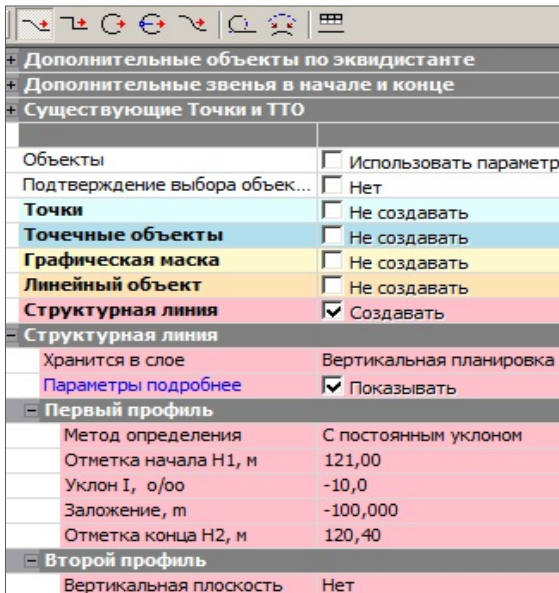 Дополнительные объекты по эквидистанте
Дополнительные звенья в начале и конце
Существующие Точки и ТТО
Объекты Использовать параметр
Подтверждение выбора объек... Нет
Точки Не создавать
Точечные объекты Не создавать
Графическая маска Не создавать
Линейный объект Не создавать
Структурная линия Создавать
Структурная линия
Хранится в слое Вертикальная планировка
Параметры подробнее Показывать
Первый профиль
Метод определения С постоянным уклоном
Отметка начала H1, м 121,00
Уклон I, о/оо -10,0
Заложение, m -100,000
Отметка конца H2, м 120,40
Второй профиль
Вертикальная плоскость Нет